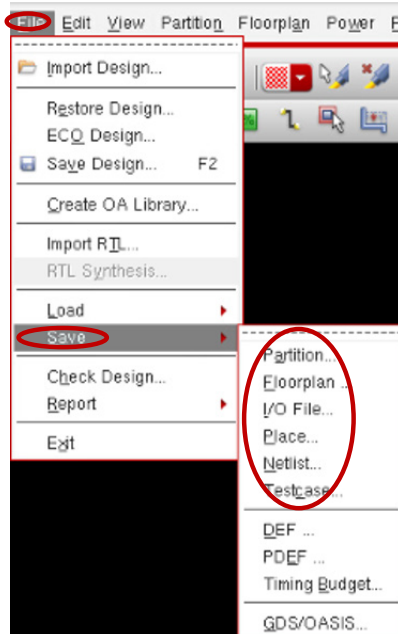 File Edit View Partition Floorplan Power
Import Design...
Restore Design...
ECO Design...
Save Design... F2
Create OA Library...
Import RTL...
RTL Synthesis...
Load
Save
Check Design...
Report
Exit
Partition...
Floorplan ...
I/O File...
Place...
Netlist...
Testcase...
DEF ...
PDEF ...
Timing Budget...
GDS/OASIS...